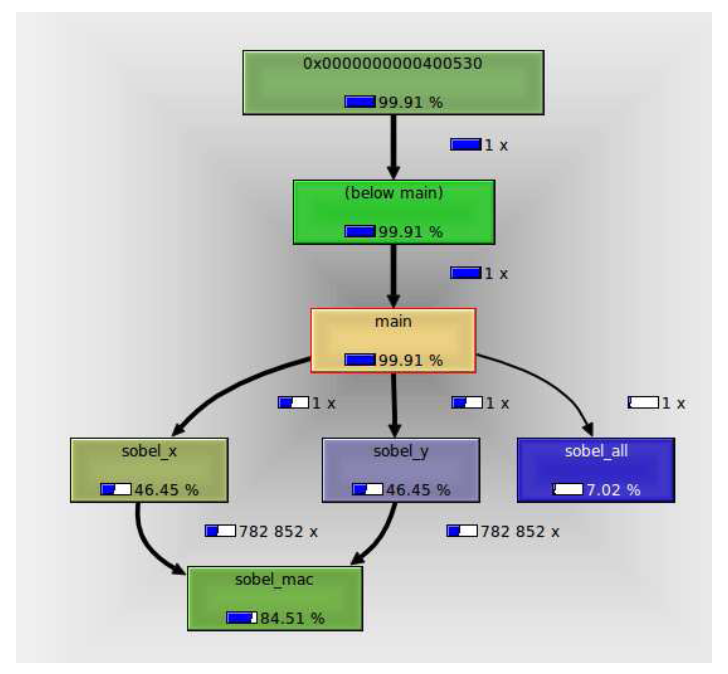 0x0000000000400530
99.91 %
1 x
(below main)
99.91 %
1 x
main
99.91 %
1 x
1 x
1 x
sobel_x
sobel_y
sobel_all
46.45 %
46.45 %
7.02 %
782 852 x
782 852 x
sobel_mac
84.51 %